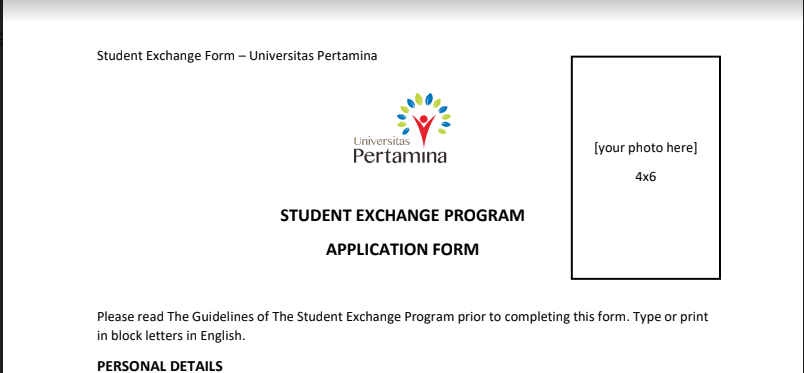 Student Exchange Form – Universitas Pertamina
Universitas
Pertamina
[your photo here]
4x6
STUDENT EXCHANGE PROGRAM
APPLICATION FORM
Please read The Guidelines of The Student Exchange Program prior to completing this form. Type or print
in block letters in English.
PERSONAL DETAILS